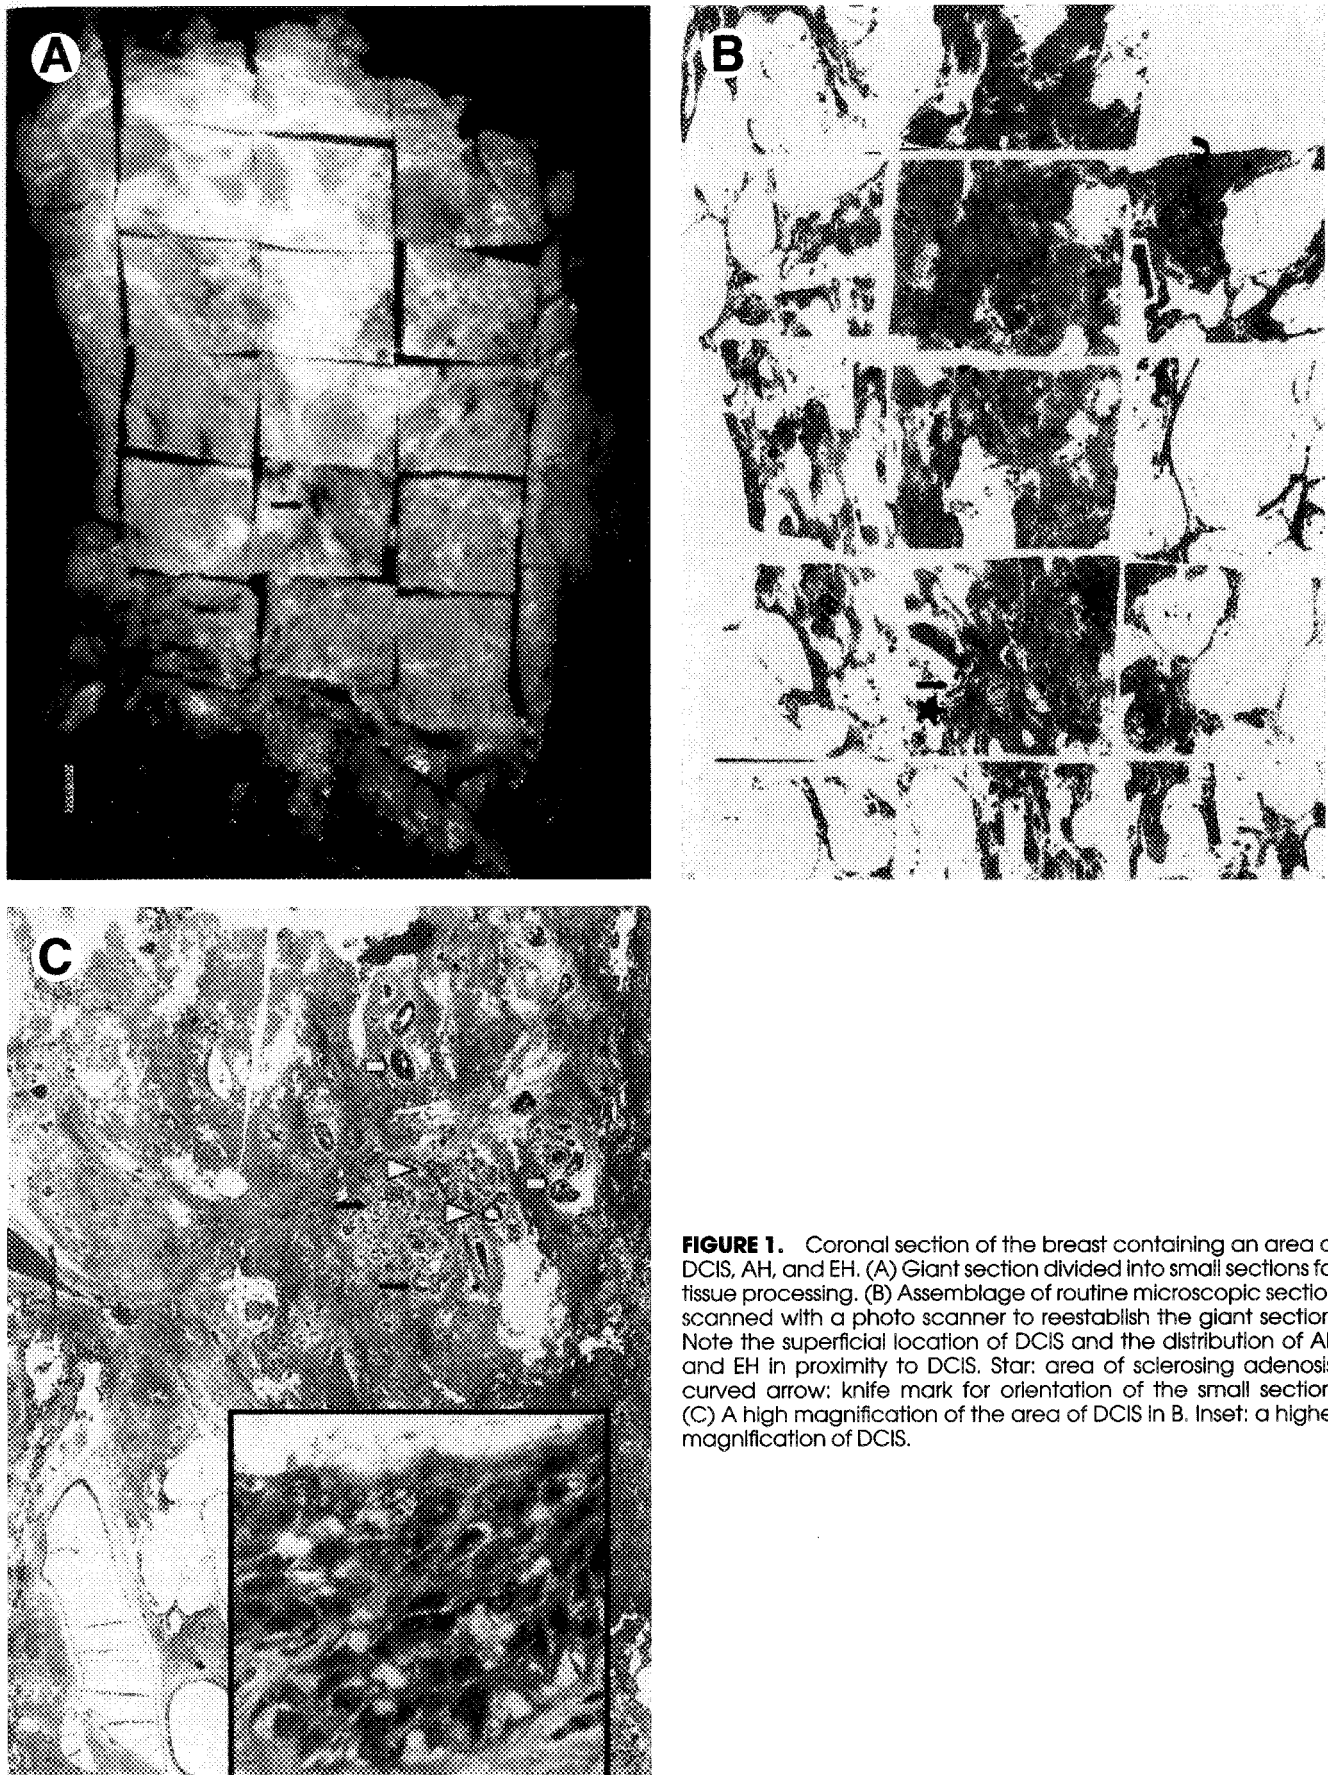 A
B
C
FIGURE 1. Coronal section of the breast containing an area o
DCIS, AH, and EH. (A) Giant section divided into small sections fo
tissue processing. (B) Assemblage of routine microscopic section
scanned with a photo scanner to reestablish the giant section
Note the superficial location of DCIS and the distribution of AH
and EH in proximity to DCIS. Star: area of sclerosing adenosis
curved arrow: knife mark for orientation of the small section
(C) A high magnification of the area of DCIS in B. Inset: a highe
magnification of DCIS.